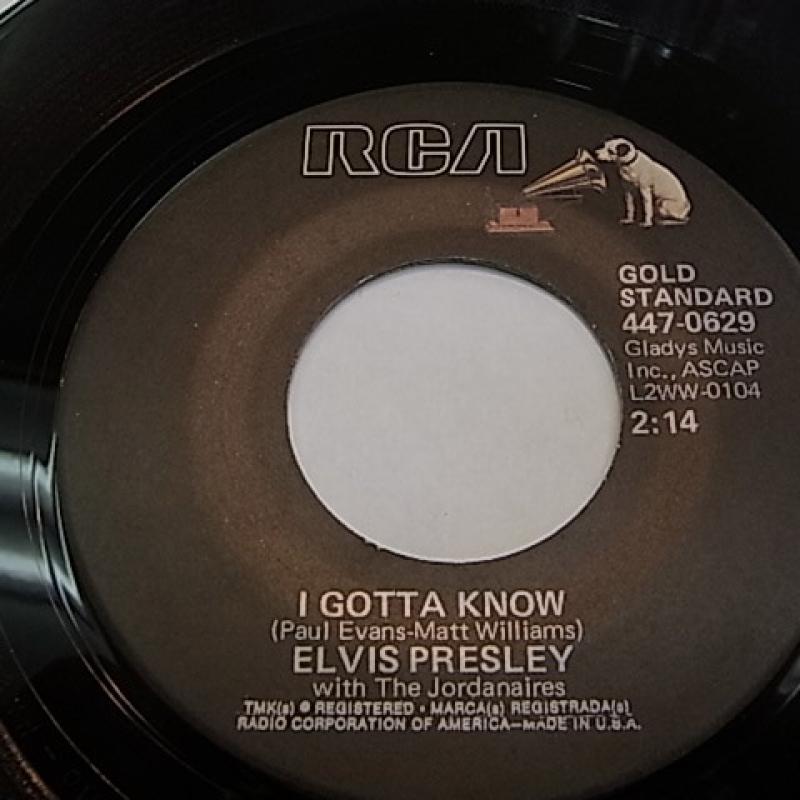 RCA
GOLD
STANDARD
447-0629
Gladys Music
Inc., ASCAP
L2WW-0104
2:14
I GOTTA KNOW
(Paul Evans-Matt Williams)
ELVIS PRESLEY
with The Jordanaires
TMK(s) ® REGISTERED • MARCA(s) REGISTRADA(s)
RADIO CORPORATION OF AMERICA—MADE IN U.S.A.